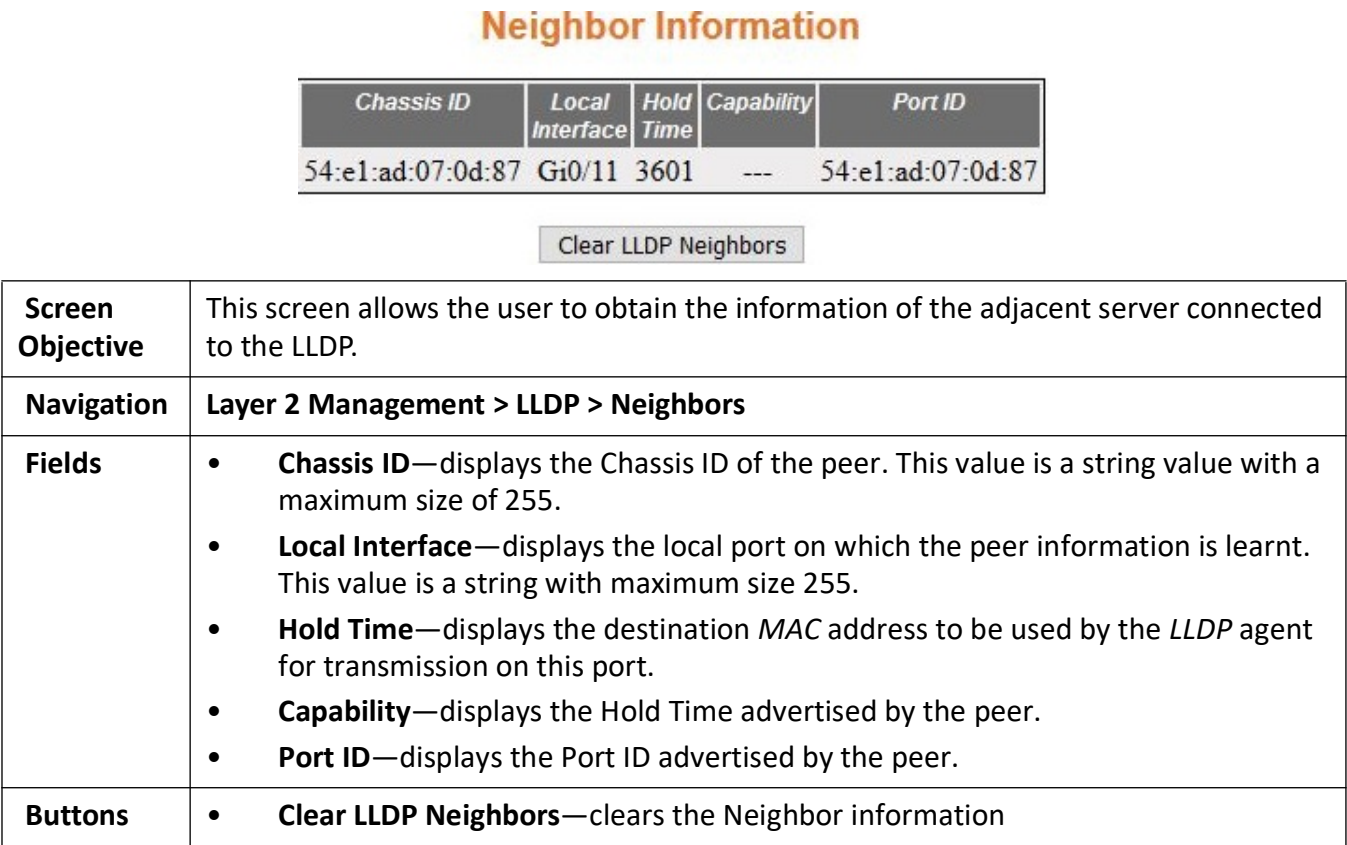 Neighbor Information
Chassis ID Local Interface Hold Time Capability Port ID
54:e1:ad:07:0d:87 Gi0/11 3601 --- 54:e1:ad:07:0d:87
Clear LLDP Neighbors
Screen Objective
This screen allows the user to obtain the information of the adjacent server connected
to the LLDP.
Navigation
Layer 2 Management > LLDP > Neighbors
Fields
• Chassis ID—displays the Chassis ID of the peer. This value is a string value with a
maximum size of 255.
• Local Interface—displays the local port on which the peer information is learnt.
This value is a string with maximum size 255.
• Hold Time—displays the destination MAC address to be used by the LLDP agent
for transmission on this port.
• Capability—displays the Hold Time advertised by the peer.
• Port ID—displays the Port ID advertised by the peer.
Buttons
• Clear LLDP Neighbors—clears the Neighbor information